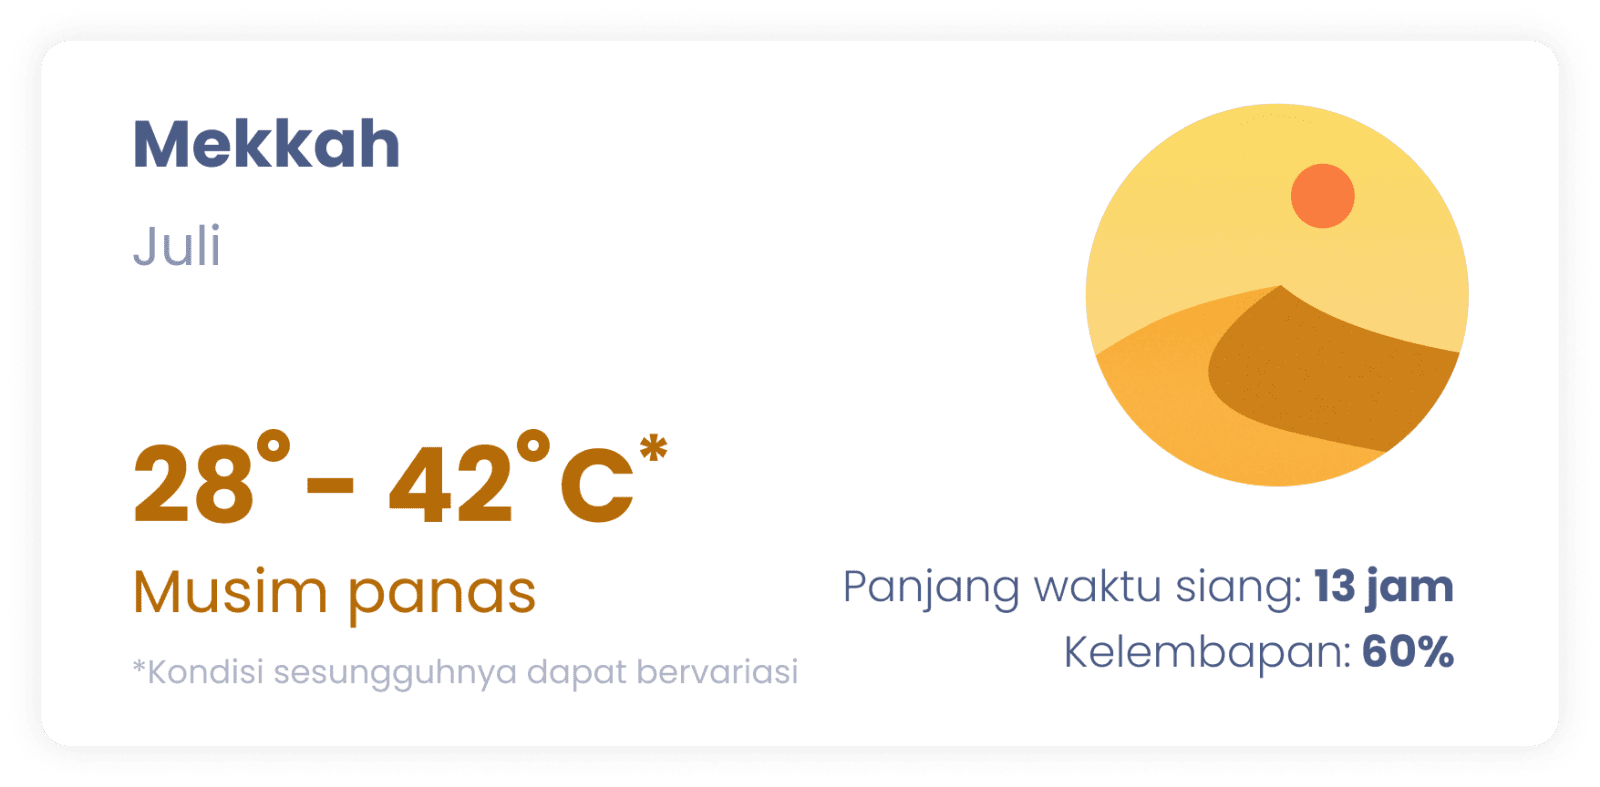 Mekkah
Juli
28°- 42°C*
Musim panas
*Kondisi sesungguhnya dapat bervariasi
Panjang waktu siang: 13 jam
Kelembapan: 60%